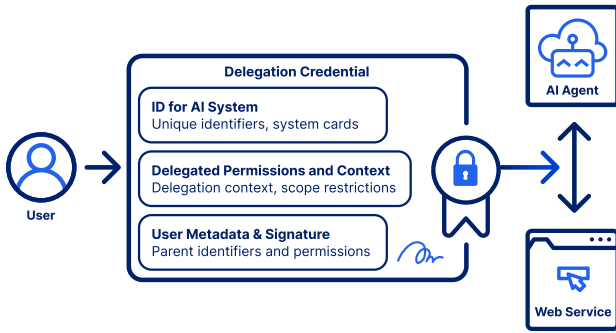 Delegation Credential
ID for AI System
Unique identifiers, system cards
Delegated Permissions and Context
Delegation context, scope restrictions
User Metadata & Signature
Parent identifiers and permissions
User
AI Agent
Web Service